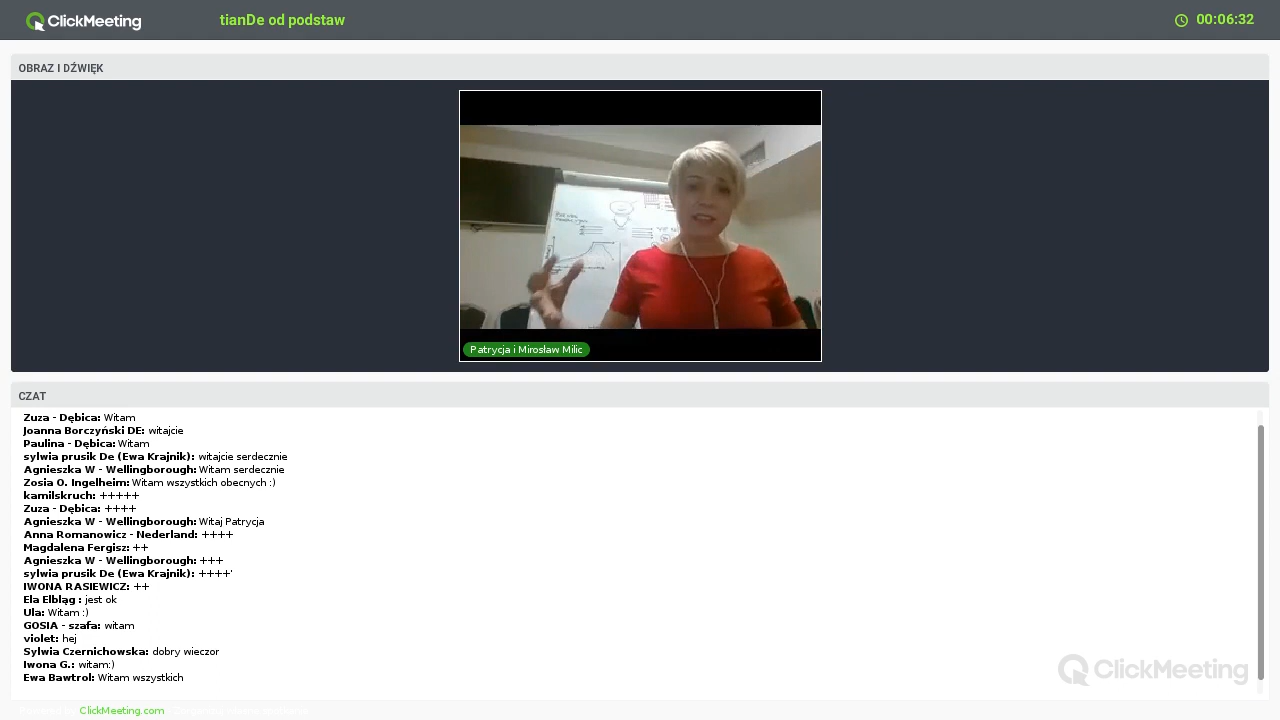 ClickMeeting
tianDe od podstaw
00:06:32
OBRAZ I DŹWIĘK
Patrycja i Mirosław Milic
CZAT
Zuza - Dębica: Witam
Joanna Borczyński DE: witajcie
Paulina - Dębica: Witam
sylwia prusik De (Ewa Krajnik): witajcie serdecznie
Agnieszka W - Wellingborough: Witam serdecznie
Zosia O. Ingelheim: Witam wszystkich obecnych :)
kamilskruch: +++++
Zuza - Dębica: ++++
Agnieszka W - Wellingborough: Witaj Patrycja
Anna Romanowicz - Nederland: ++++
Magdalena Fergisz: ++
Agnieszka W - Wellingborough: +++
sylwia prusik De (Ewa Krajnik): ++++'
IWONA RASIEWICZ: ++
Ela Elbląg : jest ok
Ula: Witam :)
GOSIA - szafa: witam
violet: hej
Sylwia Czernichowska: dobry wieczor
Iwona G.: witam:)
Ewa Bawtrol: Witam wszystkich
ClickMeeting
ClickMeeting.com